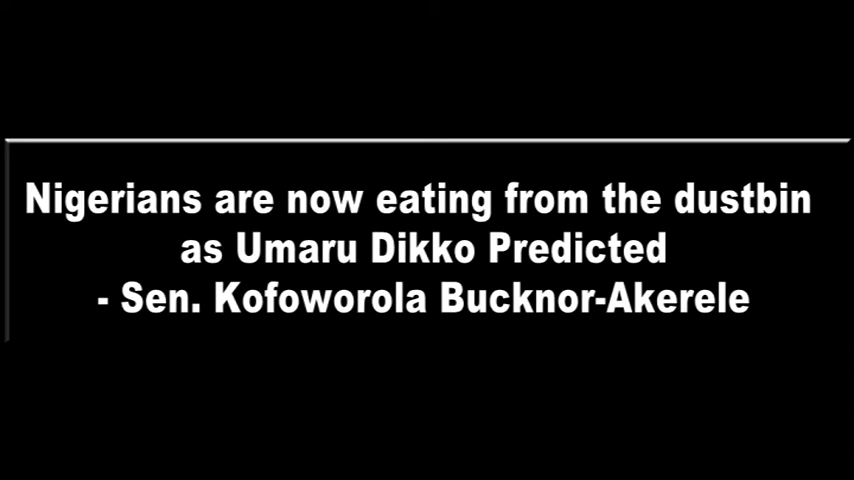 Nigerians are now eating from the dustbin
as Umaru Dikko Predicted
- Sen. Kofoworola Bucknor-Akerele